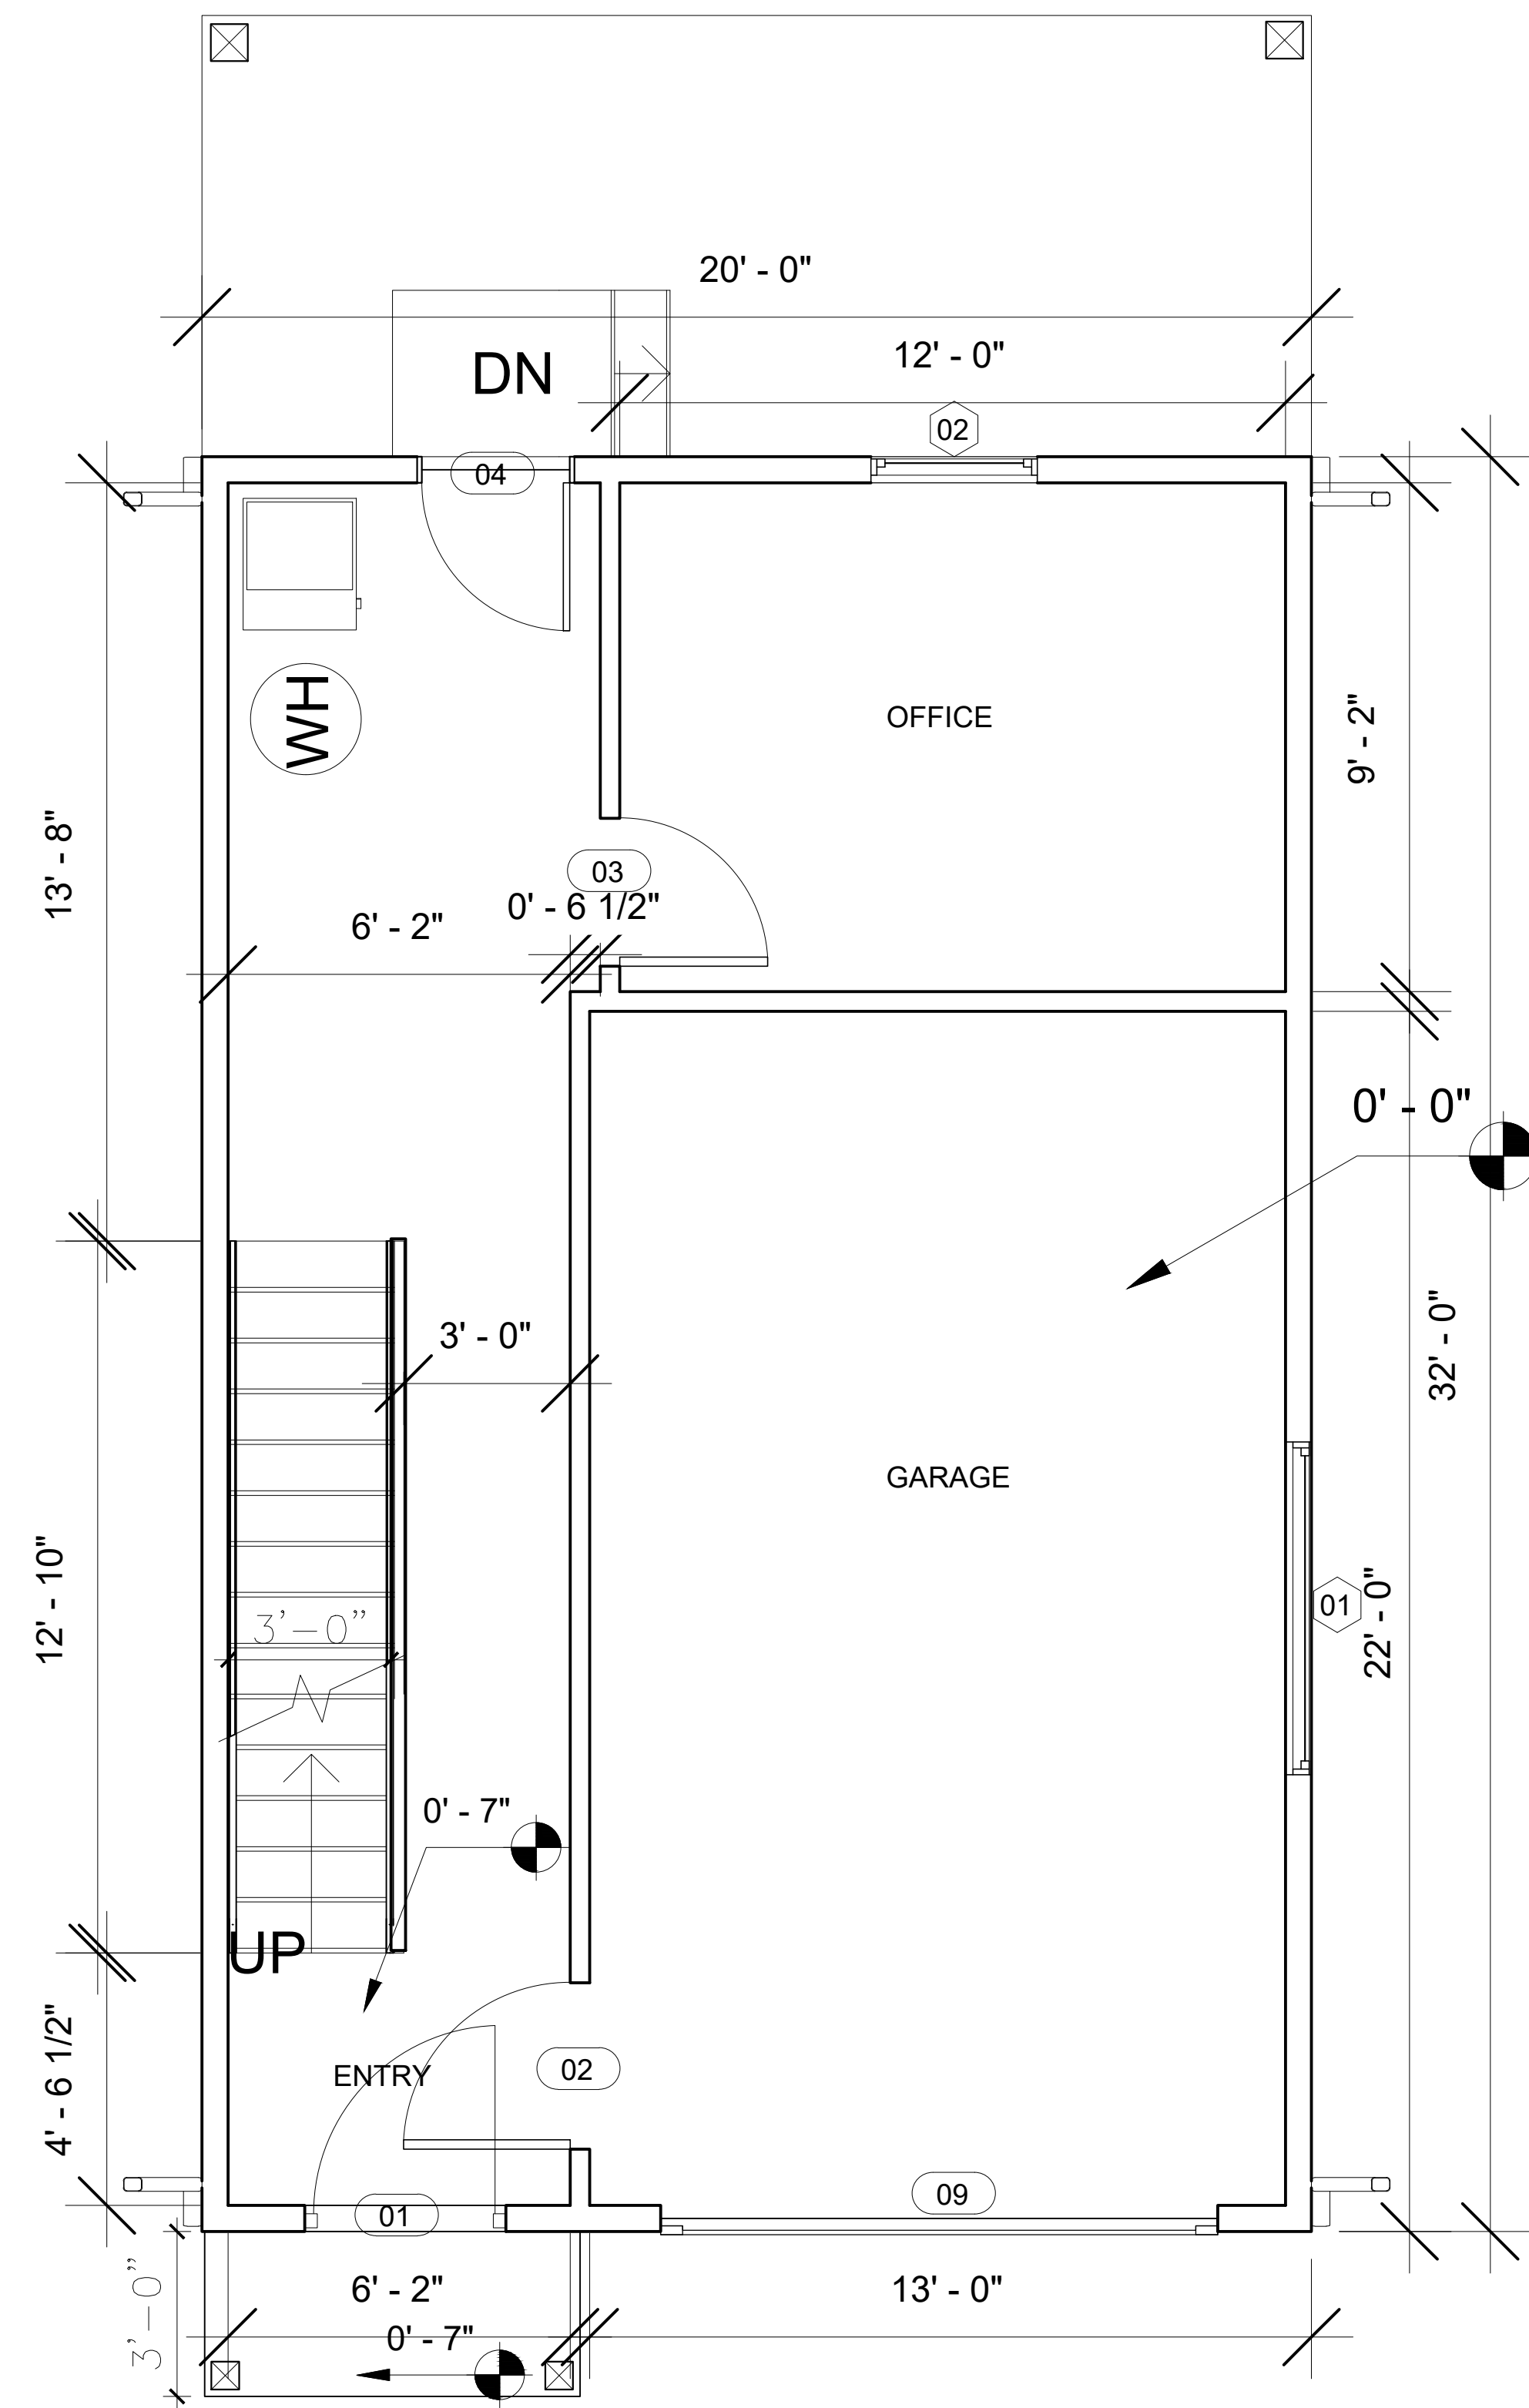 20' - 0"
12' - 0"
DN
02
04
WH
OFFICE
9' - 2"
13' - 8"
03
0' - 6 1/2"
6' - 2"
0' - 0"
3' - 0"
32' - 0"
GARAGE
12' - 10"
3'-0"
01
22' - 0"
0' - 7"
UP
4' - 6 1/2"
ENTRY
02
09
01
3'-0"
6' - 2"
13' - 0"
0' - 7"